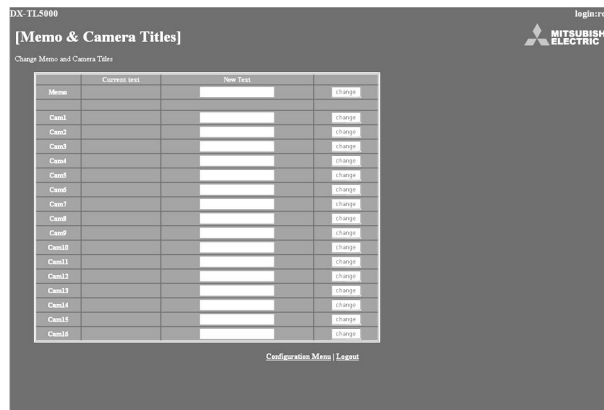 DX-TL5000
[Memo & Camera Titles]
MITSUBISH
ELECTRIC
Change Memo and Camera Titles
Current text New Text
Memo change
Cam1 change
Cam2 change
Cam3 change
Cam4 change
Cam5 change
Cam6 change
Cam7 change
Cam8 change
Cam9 change
Cam10 change
Cam11 change
Cam12 change
Cam13 change
Cam14 change
Cam15 change
Cam16 change
Configuration Menu | Logout